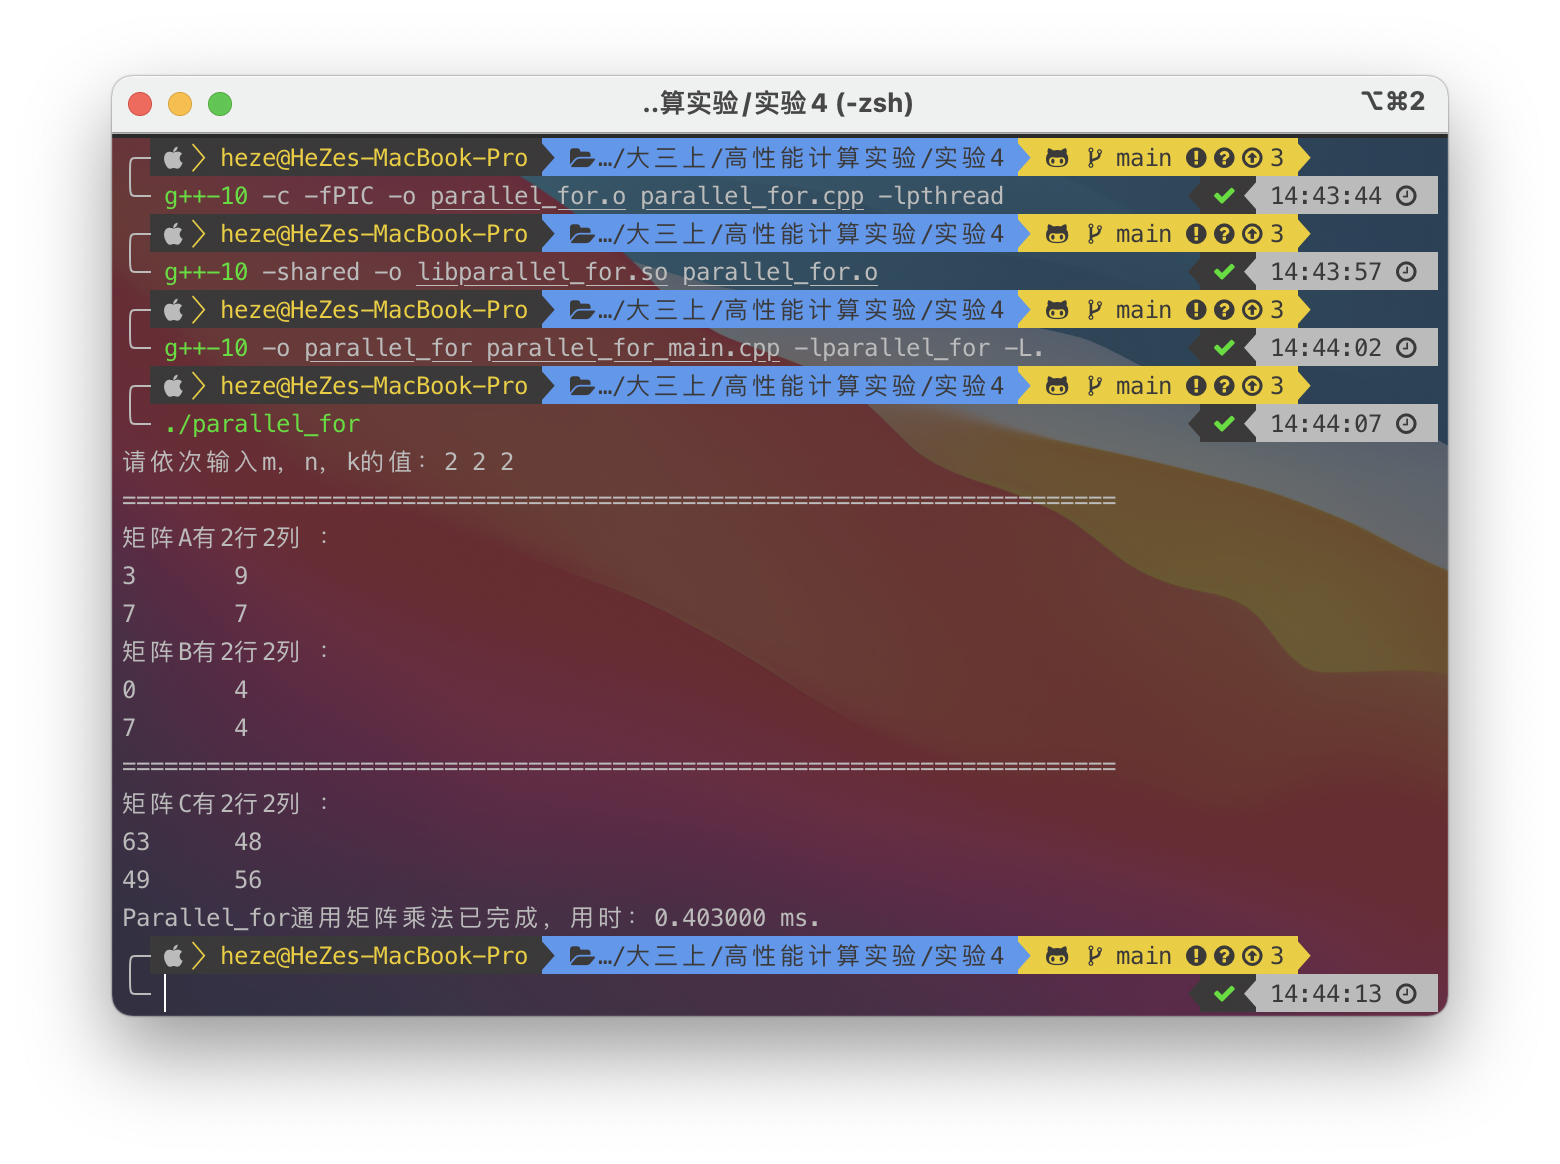 ..算实验/实验4 (-zsh) ⌥⌘2
heze@HeZes-MacBook-Pro …/大三上/高性能计算实验/实验4 main 3
g++-10 -c -fPIC -o parallel_for.o parallel_for.cpp -lpthread ✔ 14:43:44
heze@HeZes-MacBook-Pro …/大三上/高性能计算实验/实验4 main 3
g++-10 -shared -o libparallel_for.so parallel_for.o ✔ 14:43:57
heze@HeZes-MacBook-Pro …/大三上/高性能计算实验/实验4 main 3
g++-10 -o parallel_for parallel_for_main.cpp -lparallel_for -L. ✔ 14:44:02
heze@HeZes-MacBook-Pro …/大三上/高性能计算实验/实验4 main 3
./parallel_for ✔ 14:44:07
请依次输入m, n, k的值: 2 2 2
=======================================================================
矩阵A有2行2列 :
3 9
7 7
矩阵B有2行2列 :
0 4
7 4
=======================================================================
矩阵C有2行2列 :
63 48
49 56
Parallel_for通用矩阵乘法已完成, 用时: 0.403000 ms.
heze@HeZes-MacBook-Pro …/大三上/高性能计算实验/实验4 main 3
✔ 14:44:13